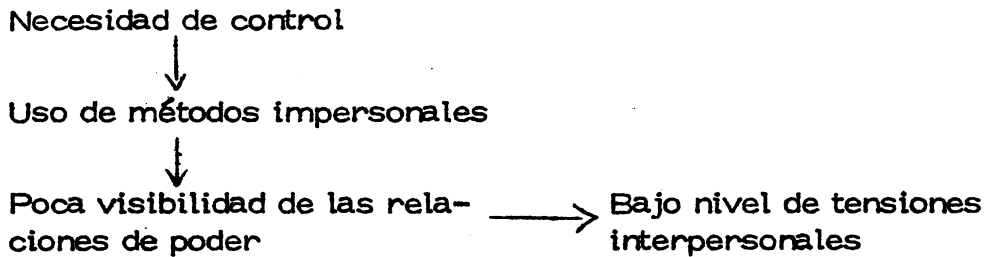 Necesidad de control
Uso de métodos impersonales
Poca visibilidad de las rela-
ciones de poder
Bajo nivel de tensiones
interpersonales